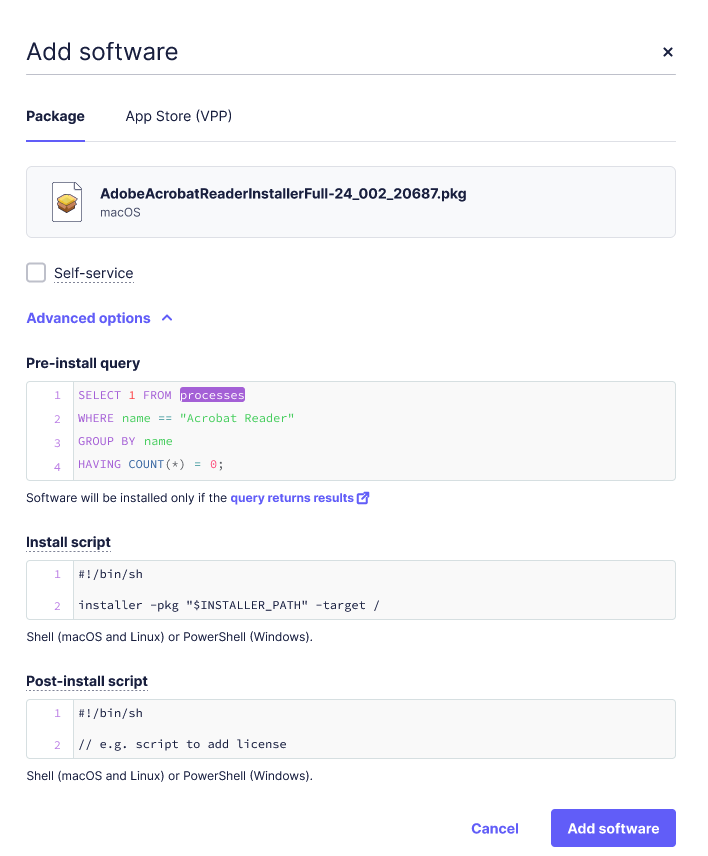 Add software
Package App Store (VPP)
AdobeAcrobatReaderInstallerFull-24_002_20687.pkg
macOS
Self-service
Advanced options
Pre-install query
1 SELECT 1 FROM processes
2 WHERE name == "Acrobat Reader"
3 GROUP BY name
4 HAVING COUNT(*) = 0;
Software will be installed only if the query returns results
Install script
1 #!/bin/sh
2 installer -pkg "$INSTALLER_PATH" -target /
Shell (macOS and Linux) or PowerShell (Windows).
Post-install script
1 #!/bin/sh
2 // e.g. script to add license
Shell (macOS and Linux) or PowerShell (Windows).
Cancel Add software